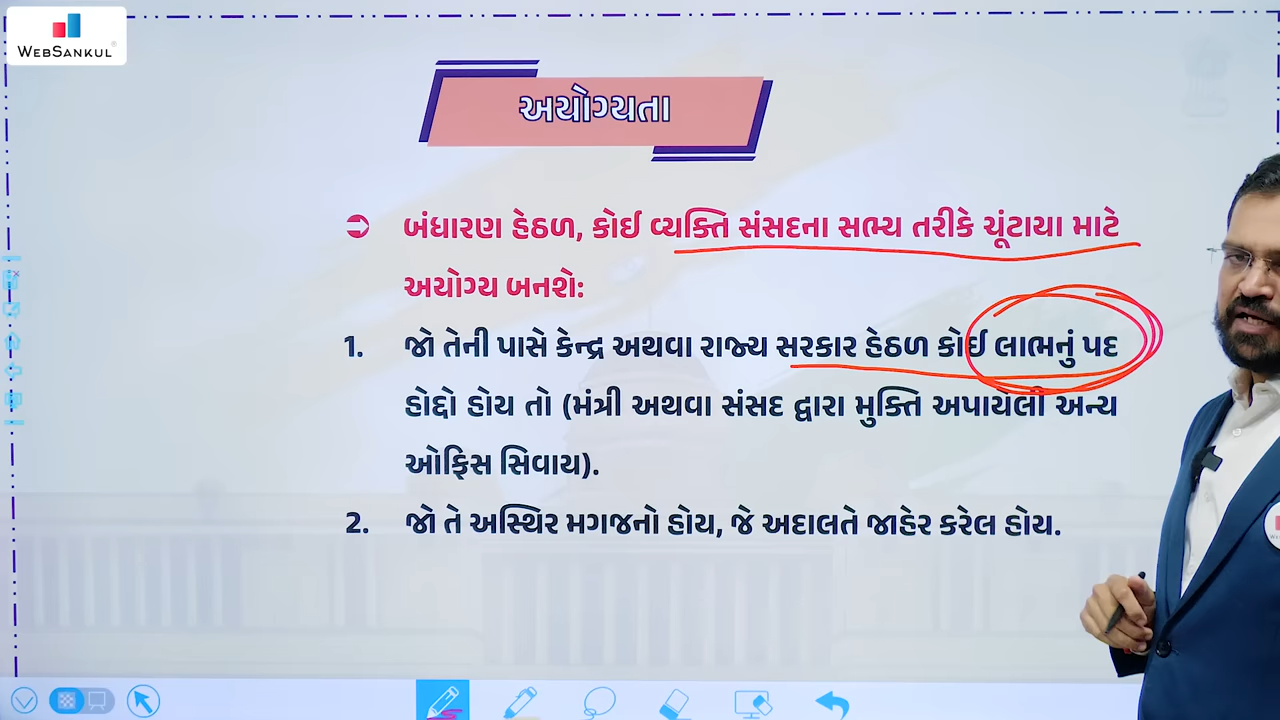 WEBSANKUL
અયોગ્યતા
બંધારણ હેઠળ, કોઈ વ્યક્તિ સંસદના સભ્ય તરીકે ચૂંટાયા માટે
અયોગ્ય બનશે:
1. જો તેની પાસે કેન્દ્ર અથવા રાજ્ય સરકાર હેઠળ કોઈ લાભનું પદ
હોદ્દો હોય તો (મંત્રી અથવા સંસદ દ્વારા મુક્તિ અપાયેલી અન્ય
ઓફિસ સિવાય).
2. જો તે અસ્થિર મગજનો હોય, જે અદાલતે જાહેર કરેલ હોય.